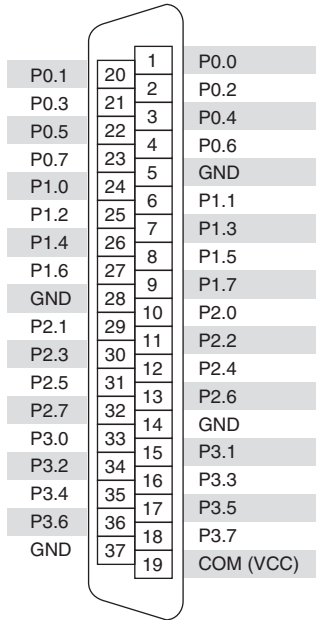 1 P0.0
P0.1 20
2 P0.2
P0.3 21
3 P0.4
P0.5 22
4 P0.6
P0.7 23
5 GND
P1.0 24
6 P1.1
P1.2 25
7 P1.3
P1.4 26
8 P1.5
P1.6 27
9 P1.7
GND 28
10 P2.0
P2.1 29
11 P2.2
P2.3 30
12 P2.4
P2.5 31
13 P2.6
P2.7 32
14 GND
P3.0 33
15 P3.1
P3.2 34
16 P3.3
P3.4 35
17 P3.5
P3.6 36
18 P3.7
GND 37
19 COM (VCC)